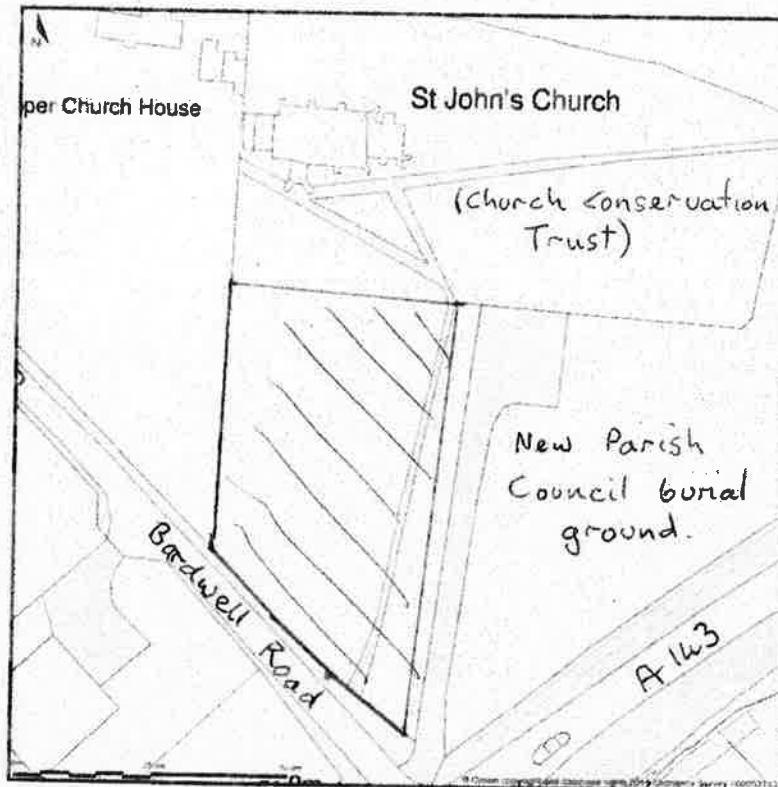 N
per Church House
St John's Church
(Church Conservation
Trust)
New Parish
Council burial
ground.
Bardwell Road
A143